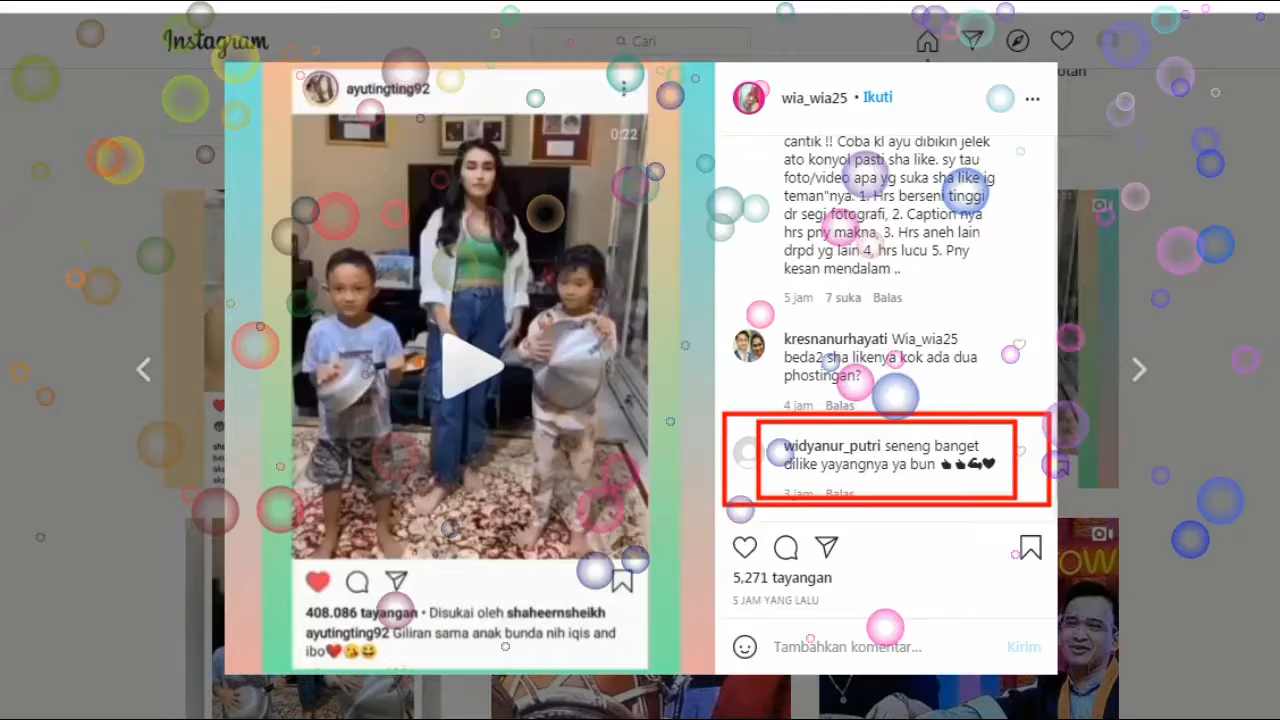 Instagram
Cari
ayutingting92
0:22
wia_wia25 • Ikuti
cantik !! Coba kl ayu dibikin jelek
ato konyol pasti sha like. sy tau
foto/video apa yg suka sha like ig
teman"nya. 1. Hrs berseni tinggi
dr segi fotografi, 2. Caption nya
hrs pny makna, 3. Hrs aneh lain
drpd yg lain 4, hrs lucu 5. Pny
kesan mendalam ..
5 jam 7 suka Balas
kresnanurhayati Wia_wia25
beda2 sha likenya kok ada dua
phostingan?
4 jam Balas
widyanur_putri seneng banget
dilike yayangnya ya bun 👍👍💪❤
3 jam Balas
5,271 tayangan
5 JAM YANG LALU
Tambahkan komentar... Kirim
408.086 tayangan • Disukai oleh shaheernsheikh
ayutingting92 Giliran sama anak bunda nih iqis and
ibo❤️😘😄